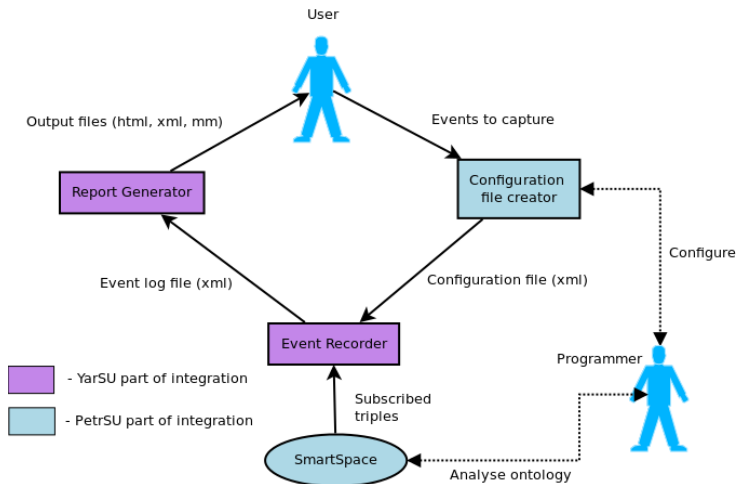 User
Output files (html, xml, mm)
Events to capture
Report Generator
Configuration
file creator
Configure
Event log file (xml)
Configuration file (xml)
Event Recorder
Programmer
- YarSU part of integration
Subscribed
triples
- PetrSU part of integration
SmartSpace
Analyse ontology